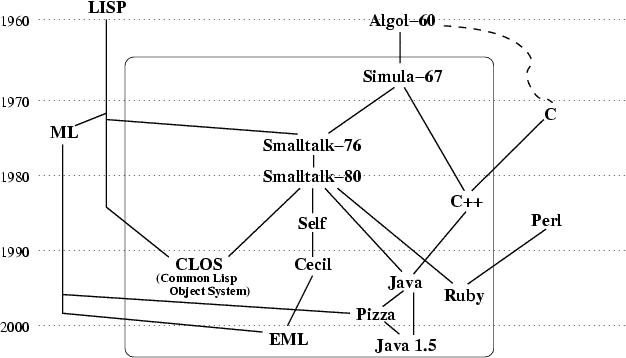 LISP
1960
Algol–60
Simula–67
1970
C
ML
Smalltalk–76
1980
Smalltalk–80
C++
Self
Perl
1990
CLOS
(Common Lisp
Object System)
Cecil
Java
Ruby
Pizza
2000
EML
Java 1.5